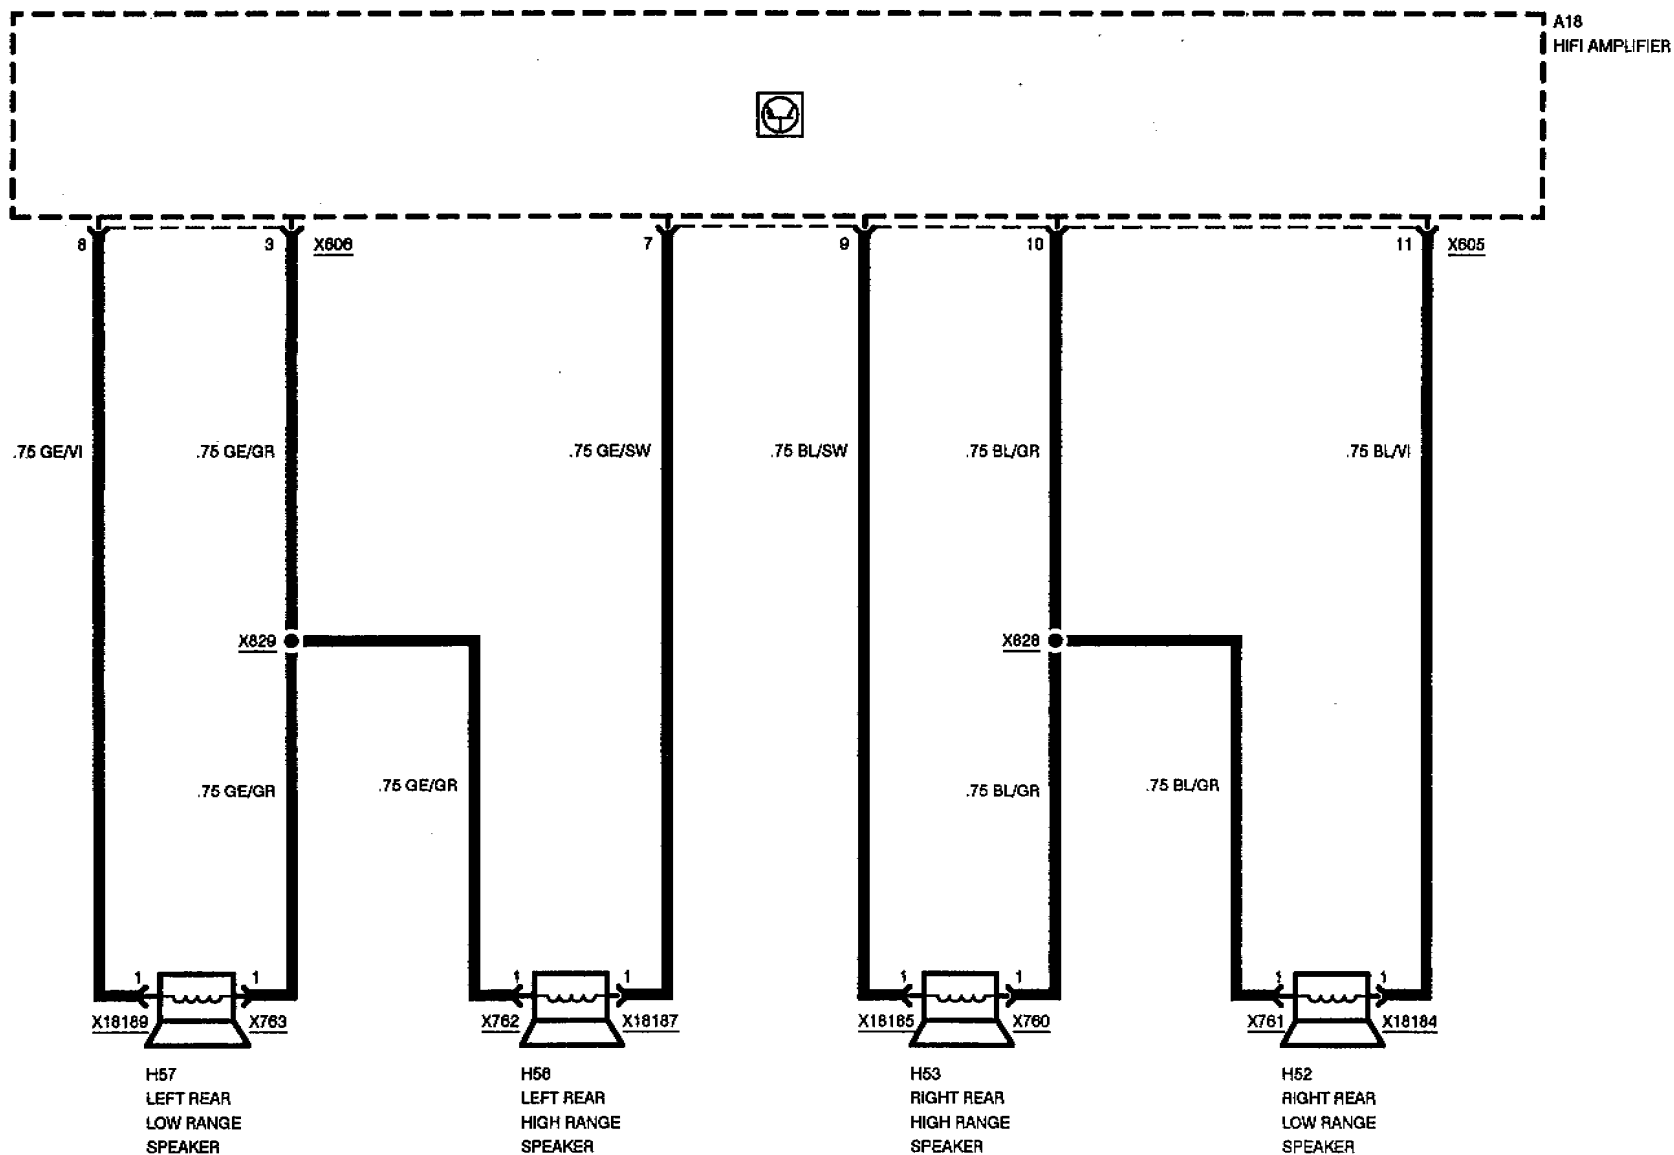 A18
HIFI AMPLIFIER
8
3
X606
7
9
10
11
X605
.75 GE/VI
.75 GE/GR
.75 GE/SW
.75 BL/SW
.75 BL/GR
.75 BL/VI
X829
X828
.75 GE/GR
.75 GE/GR
.75 BL/GR
.75 BL/GR
1
1
1
1
1
1
1
1
X18189
X763
X762
X18187
X18185
X760
X761
X18184
H57
LEFT REAR
LOW RANGE
SPEAKER
H56
LEFT REAR
HIGH RANGE
SPEAKER
H53
RIGHT REAR
HIGH RANGE
SPEAKER
H52
RIGHT REAR
LOW RANGE
SPEAKER